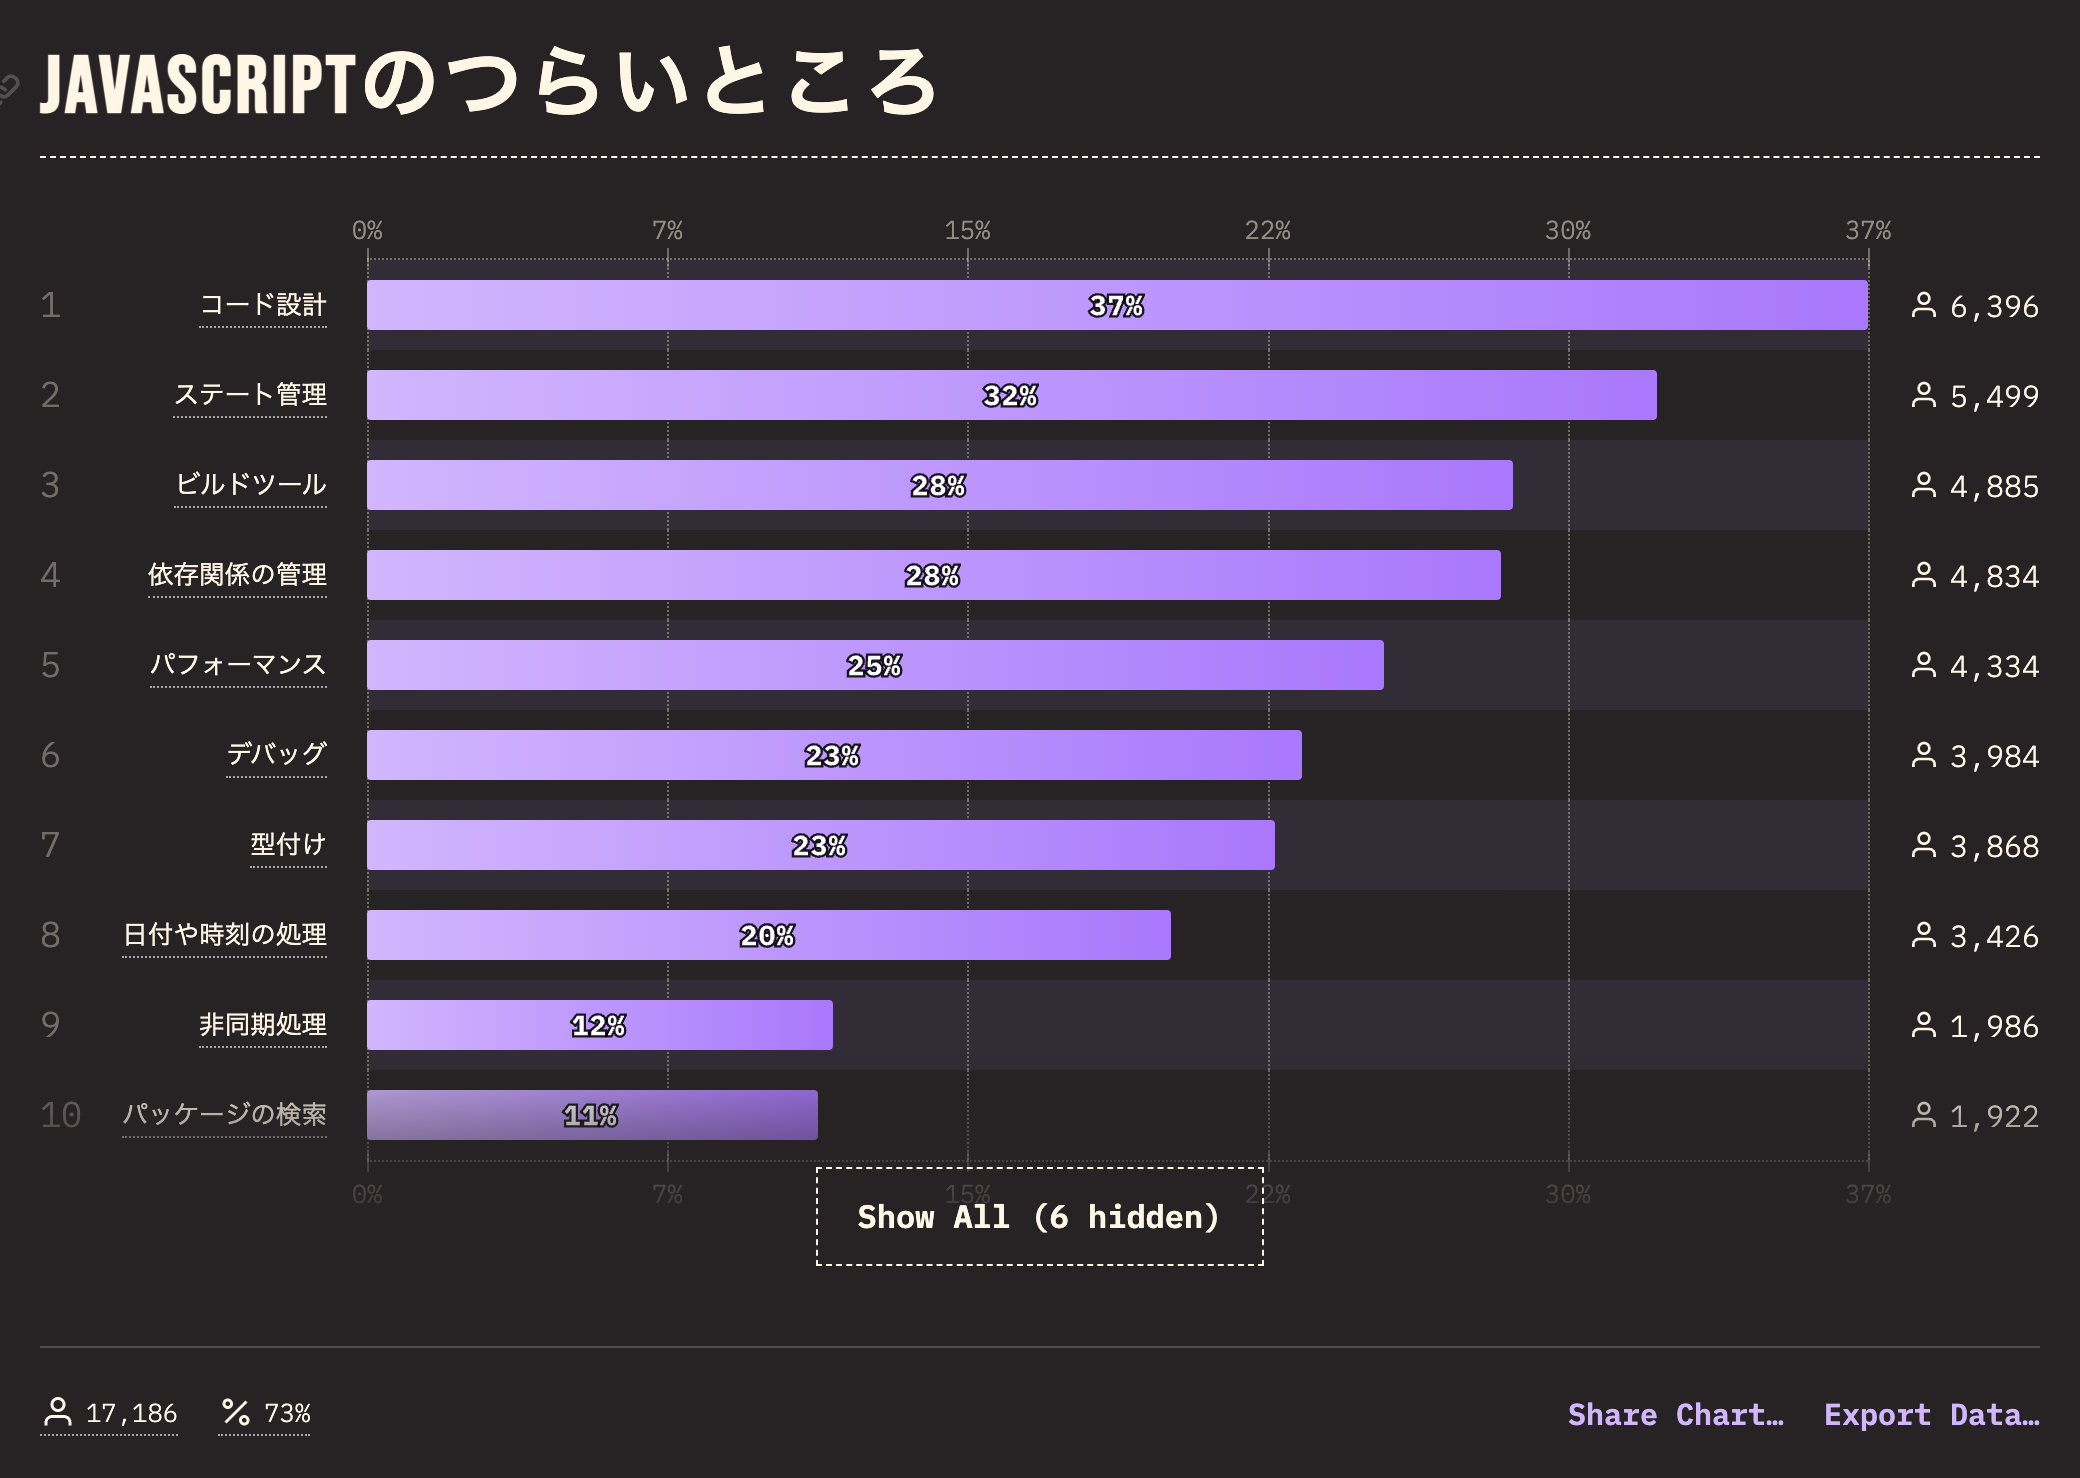 JAVASCRIPTのつらいところ
0% 7% 15% 22% 30% 37%
1 コード設計 37% 6,396
2 ステート管理 32% 5,499
3 ビルドツール 28% 4,885
4 依存関係の管理 28% 4,834
5 パフォーマンス 25% 4,334
6 デバッグ 23% 3,984
7 型付け 23% 3,868
8 日付や時刻の処理 20% 3,426
9 非同期処理 12% 1,986
10 パッケージの検索 11% 1,922
0% 7% 15% 22% 30% 37%
Show All (6 hidden)
17,186 73% Share Chart… Export Data…